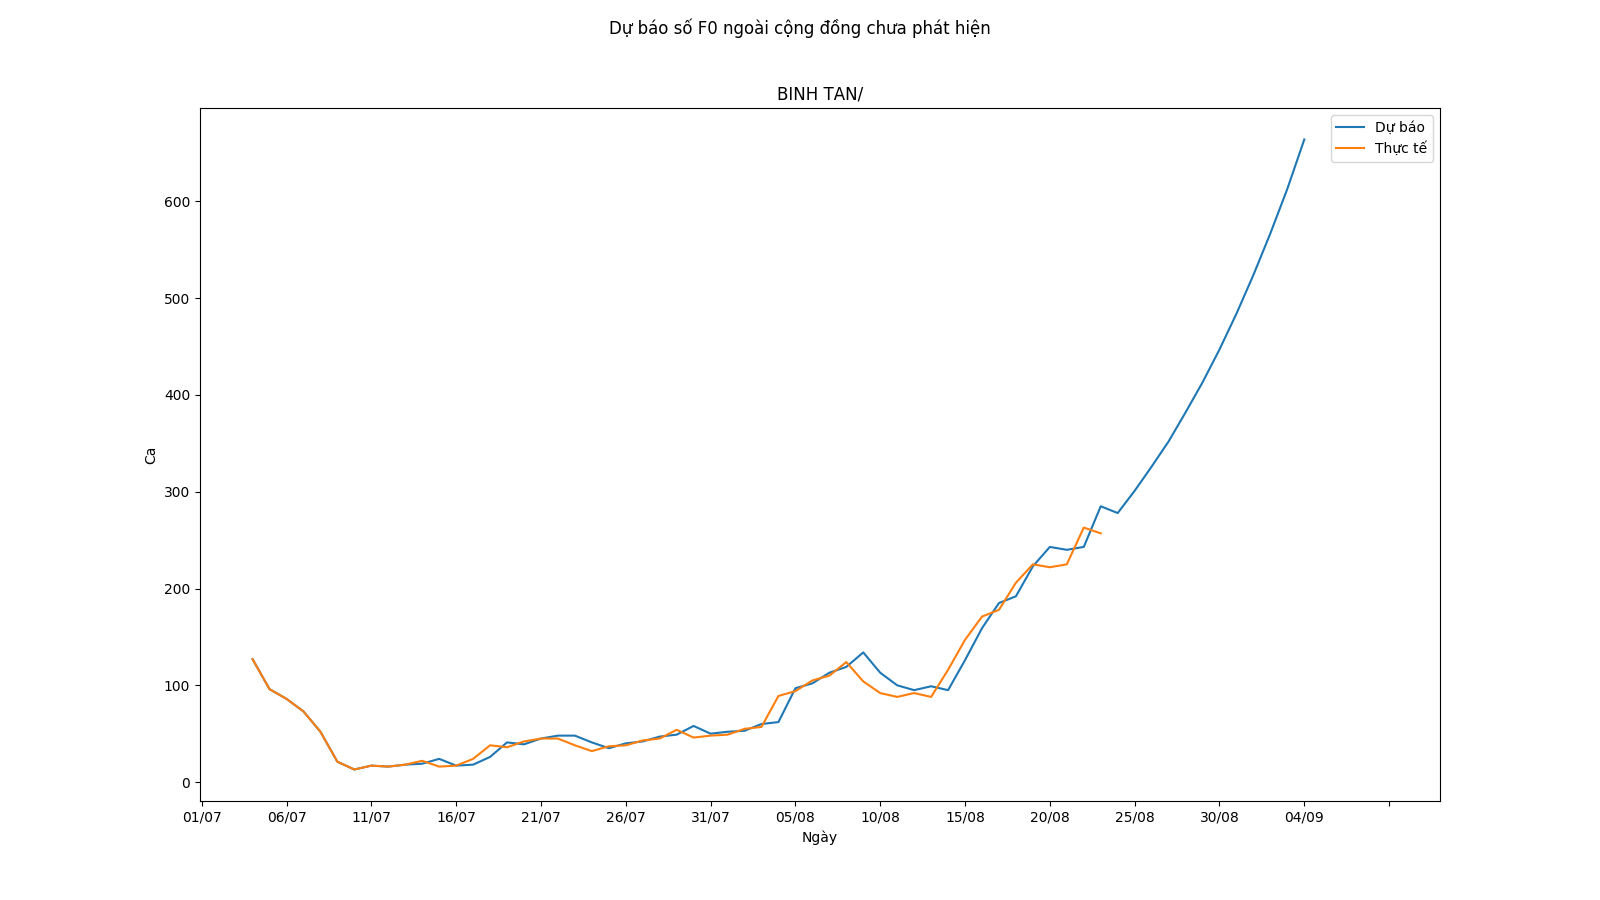 Dự báo số F0 ngoài cộng đồng chưa phát hiện
BINH TAN/
Dự báo
Thực tế
600
500
400
300
200
100
0
Ca
01/07 06/07 11/07 16/07 21/07 26/07 31/07 05/08 10/08 15/08 20/08 25/08 30/08 04/09
Ngày